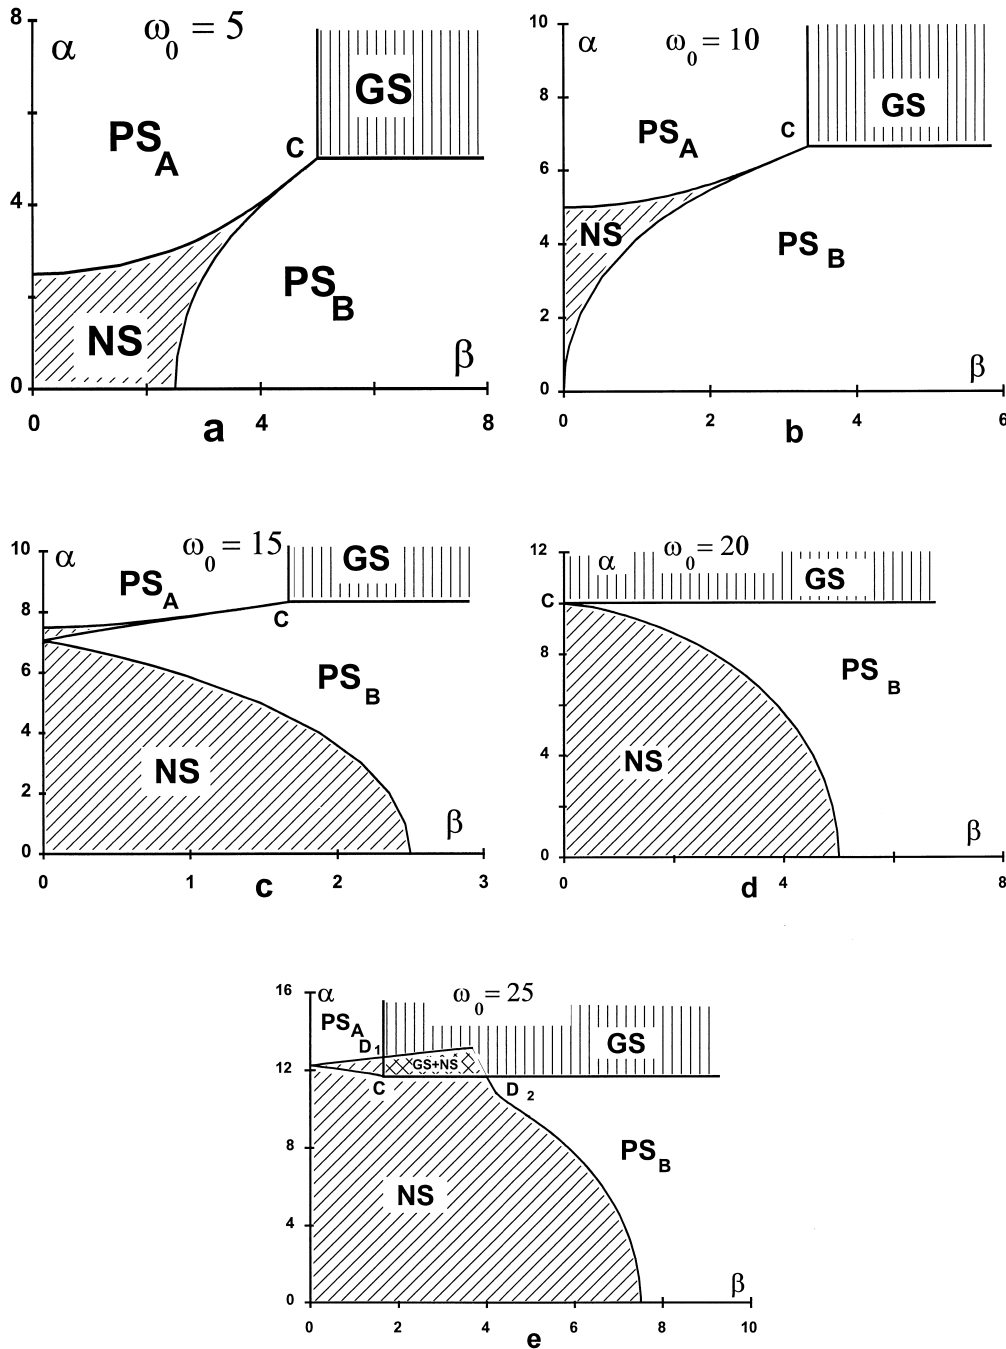 8
α
ω0 = 5
GS
PSA
C
4
PSB
NS
β
0
0
4
8
a
10
α
ω0 = 10
8
GS
C
PSA
6
NS
PSB
4
2
β
0
0
2
4
6
b
10
α
ω0 = 15
GS
PSA
8
C
6
PSB
4
NS
2
β
0
0
1
2
3
c
12
α
ω0 = 20
GS
C
8
PSB
NS
4
β
0
0
4
8
d
16
α
ω0 = 25
PSA
D1
GS
12
GS+NS
C
D2
8
PSB
NS
4
β
0
0
2
4
6
8
10
e